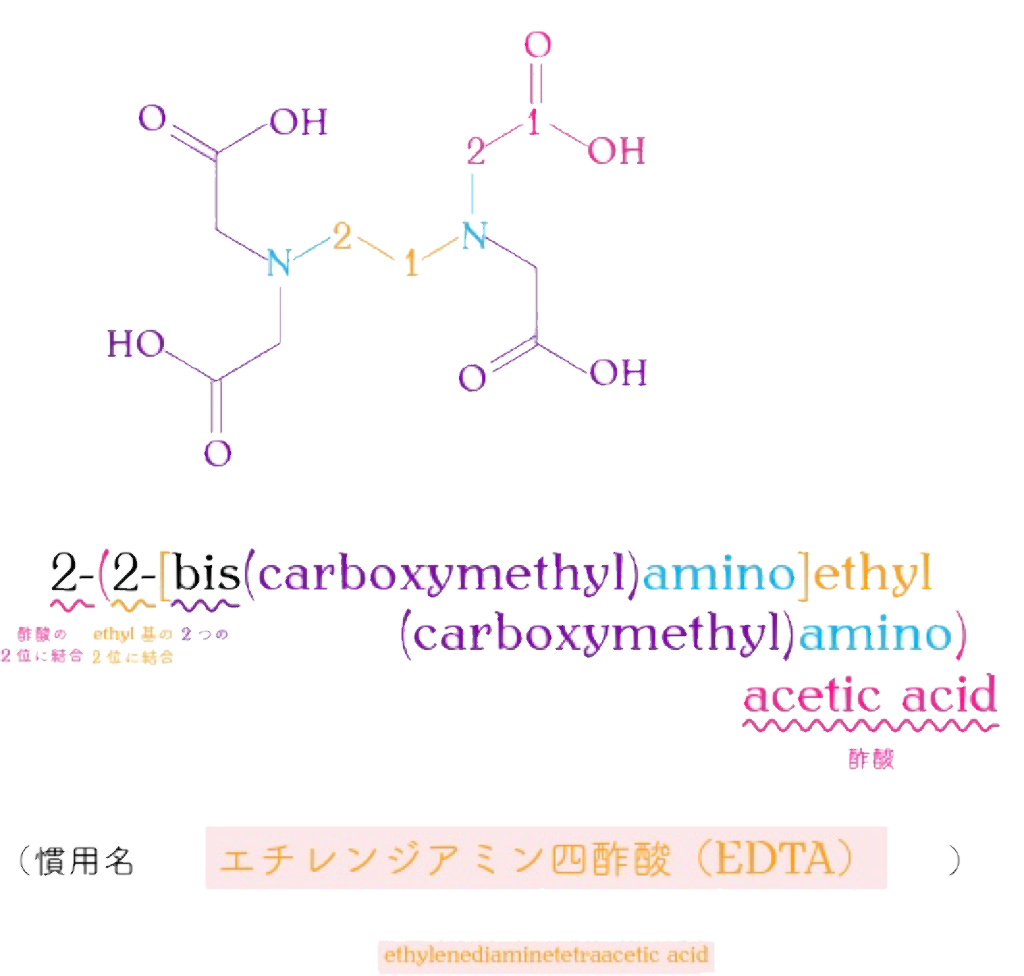 O
O OH
1
2 OH
N 2 1 N
HO
O OH
O
2-(2-[bis(carboxymethyl)amino]ethyl
酢酸の ethyl 基の 2 つの
2 位に結合 2 位に結合
(carboxymethyl)amino)
acetic acid
酢酸
(慣用名 エチレンジアミン四酢酸（EDTA） )
ethylenediaminetetraacetic acid